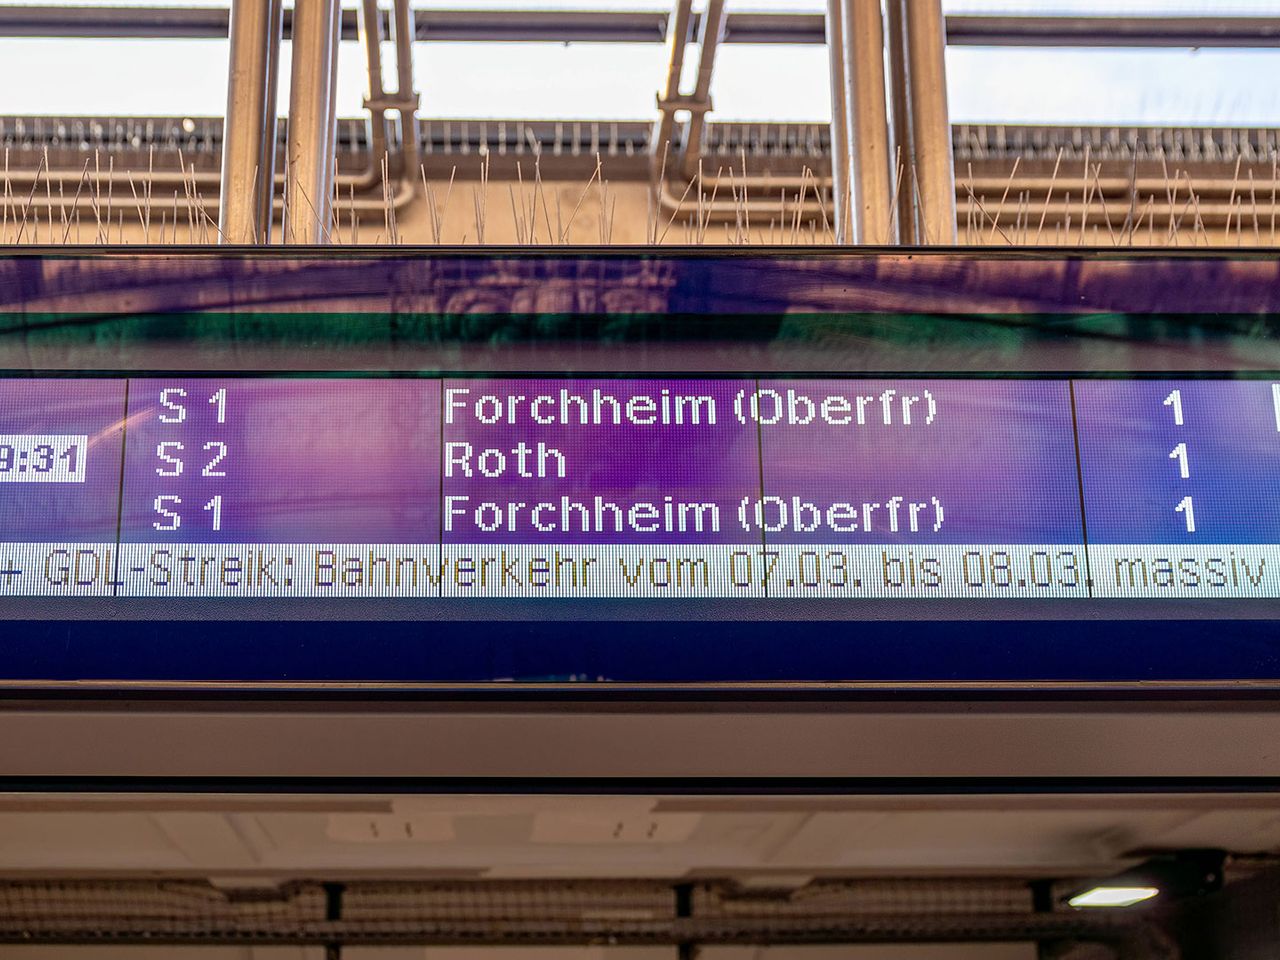 S 1 Forchheim (Oberfr) 1
9:31 S 2 Roth 1
S 1 Forchheim (Oberfr) 1
+ GDL-Streik: Bahnverkehr vom 07.03. bis 08.03. massiv